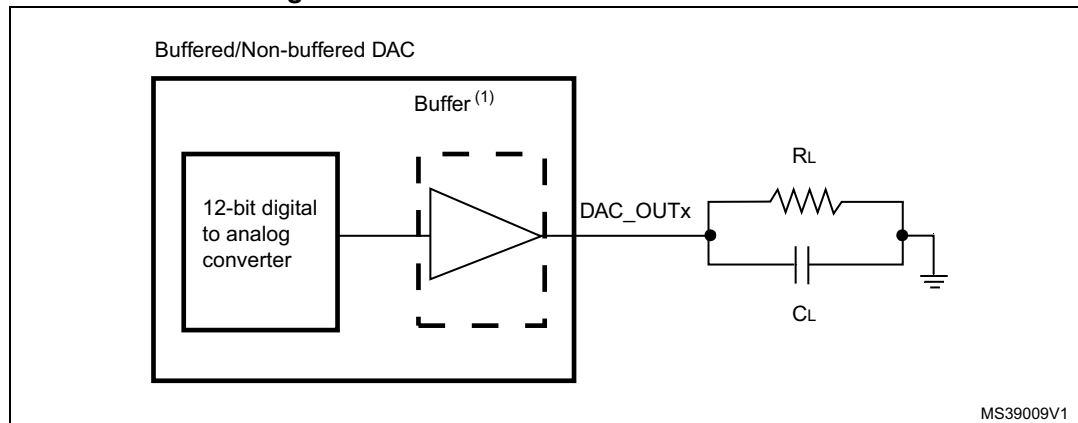 Buffered/Non-buffered DAC
Buffer (1)
12-bit digital
to analog
converter
DAC_OUTx
RL
CL
MS39009V1